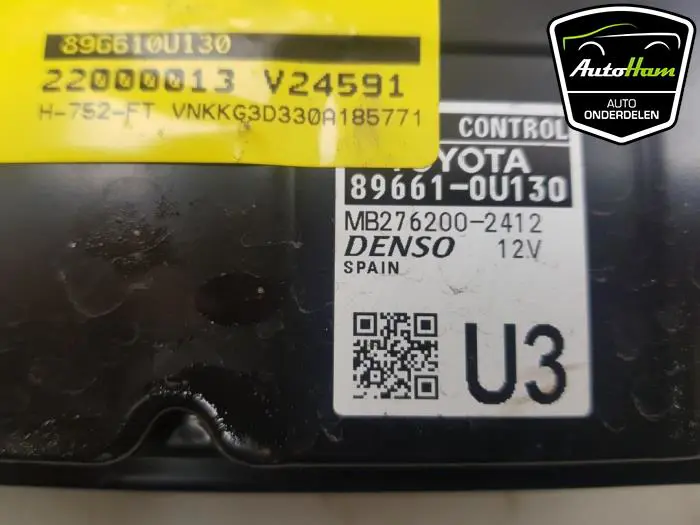 896610U130
22000013 V24591
H-752-FT VNKKG3D330A185771
CONTROL
TOYOTA
89661-0U130
MB276200-2412
DENSO 12V
SPAIN
U3
AutoHam
AUTO
ONDERDELEN